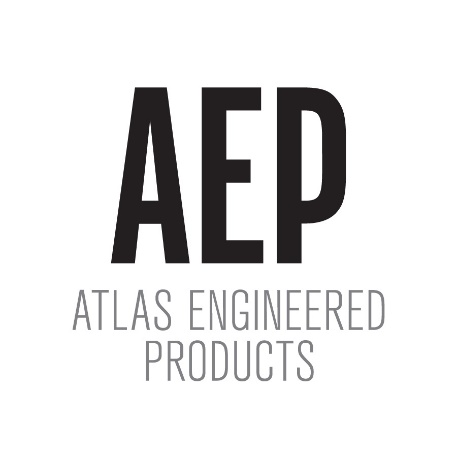 AEP
ATLAS ENGINEERED
PRODUCTS